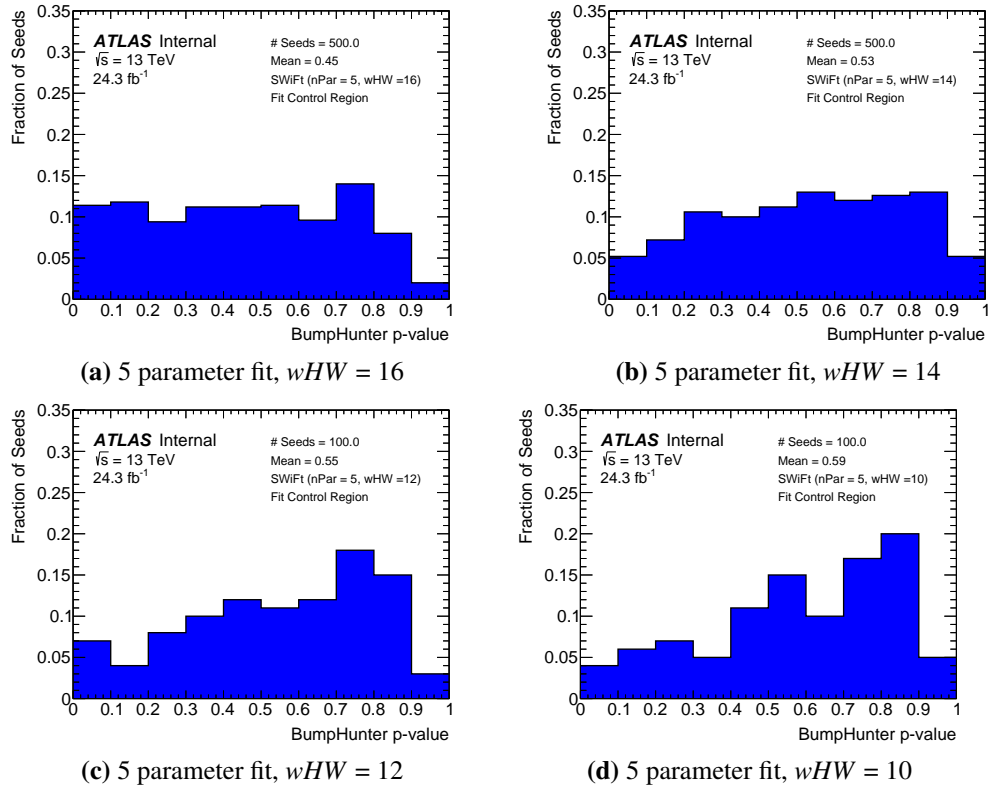 Fraction of Seeds
0.35
0.3
0.25
0.2
0.15
0.1
0.05
0
ATLAS Internal
√s = 13 TeV
24.3 fb⁻¹
# Seeds = 500.0
Mean = 0.45
SWiFt (nPar = 5, wHW =16)
Fit Control Region
0 0.1 0.2 0.3 0.4 0.5 0.6 0.7 0.8 0.9 1
BumpHunter p-value
(a) 5 parameter fit, wHW = 16
Fraction of Seeds
0.35
0.3
0.25
0.2
0.15
0.1
0.05
0
ATLAS Internal
√s = 13 TeV
24.3 fb⁻¹
# Seeds = 500.0
Mean = 0.53
SWiFt (nPar = 5, wHW =14)
Fit Control Region
0 0.1 0.2 0.3 0.4 0.5 0.6 0.7 0.8 0.9 1
BumpHunter p-value
(b) 5 parameter fit, wHW = 14
Fraction of Seeds
0.35
0.3
0.25
0.2
0.15
0.1
0.05
0
ATLAS Internal
√s = 13 TeV
24.3 fb⁻¹
# Seeds = 100.0
Mean = 0.55
SWiFt (nPar = 5, wHW =12)
Fit Control Region
0 0.1 0.2 0.3 0.4 0.5 0.6 0.7 0.8 0.9 1
BumpHunter p-value
(c) 5 parameter fit, wHW = 12
Fraction of Seeds
0.35
0.3
0.25
0.2
0.15
0.1
0.05
0
ATLAS Internal
√s = 13 TeV
24.3 fb⁻¹
# Seeds = 100.0
Mean = 0.59
SWiFt (nPar = 5, wHW =10)
Fit Control Region
0 0.1 0.2 0.3 0.4 0.5 0.6 0.7 0.8 0.9 1
BumpHunter p-value
(d) 5 parameter fit, wHW = 10